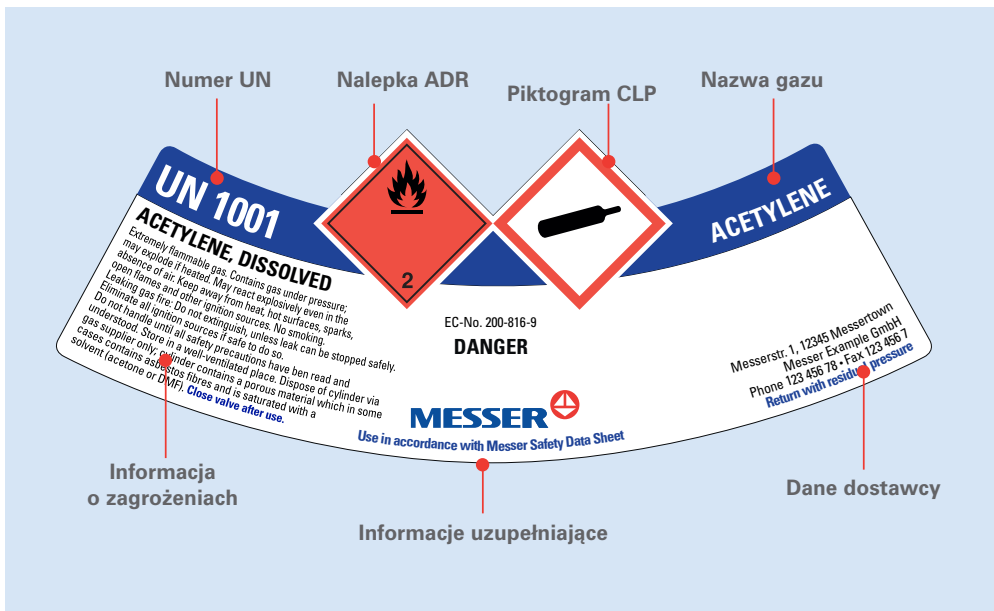 Numer UN
Nalepka ADR
Piktogram CLP
Nazwa gazu
UN 1001
ACETYLENE, DISSOLVED
Extremely flammable gas. Contains gas under pressure;
may explode if heated. May react explosively even in the
absence of air. Keep away from heat, hot surfaces, sparks,
open flames and other ignition sources. No smoking.
Leaking gas fire: Do not extinguish, unless leak can be stopped safely.
Eliminate all ignition sources if safe to do so.
Do not handle until all safety precautions have ben read and
understood. Store in a well-ventilated place. Dispose of cylinder via
gas supplier only. Cylinder contains a porous material which in some
cases contains asbestos fibres and is saturated with a
solvent (acetone or DMF). Close valve after use.
2
EC-No. 200-816-9
DANGER
MESSER
Use in accordance with Messer Safety Data Sheet
ACETYLENE
Messerstr. 1, 12345 Messertown
Messer Example GmbH
Phone 123 456 78 • Fax 123 456 7
Return with residual pressure
Informacja
o zagrożeniach
Informacje uzupełniające
Dane dostawcy